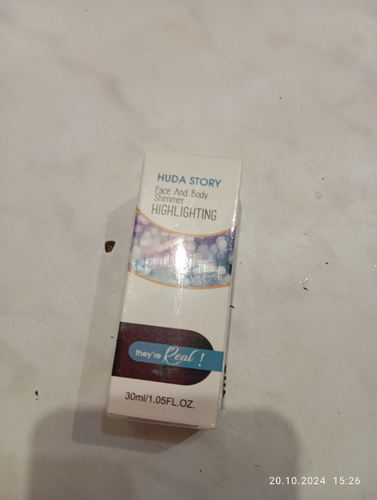 HUDA STORY
Face And Body
Shimmer
HIGHLIGHTING
they're Real!
30ml/1.05FL.OZ.
20.10.2024 15:26